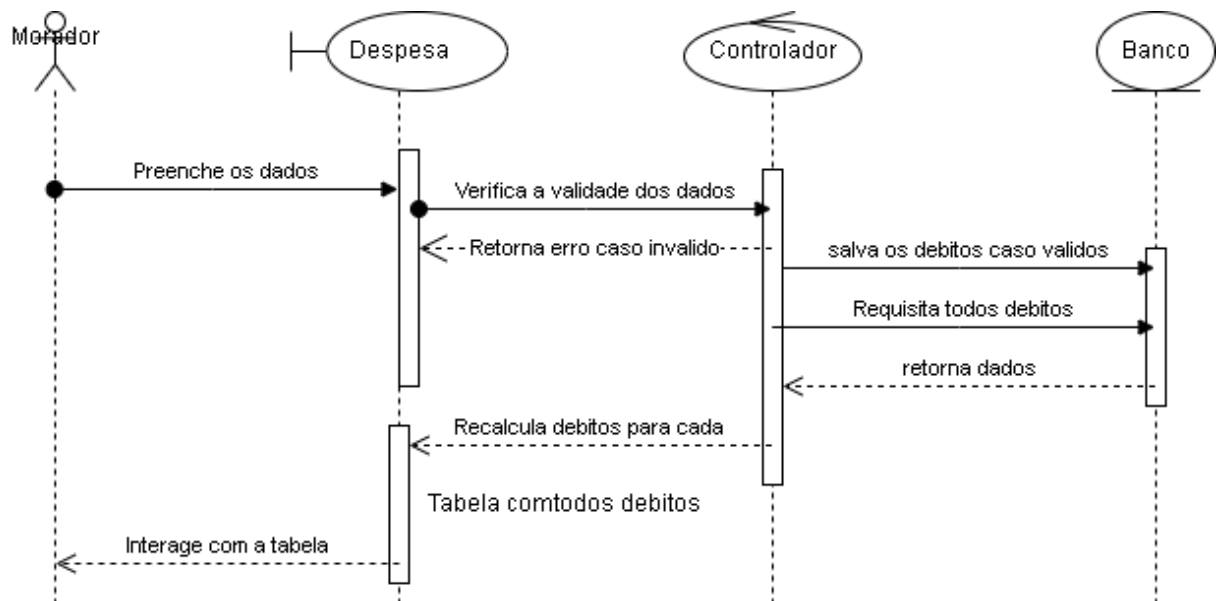 Morador
Despesa
Controlador
Banco
Preenche os dados
Verifica a validade dos dados
Retorna erro caso invalido
salva os debitos caso validos
Requisita todos debitos
retorna dados
Recalcula debitos para cada
Tabela comtodos debitos
Interage com a tabela